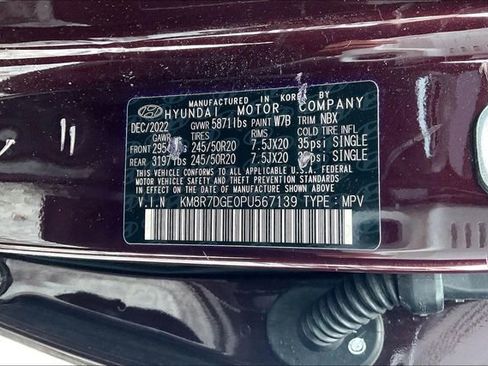 MANUFACTURED IN KOREA BY
HYUNDAI MOTOR COMPANY
DEC/2022 GVWR 5871lbs PAINT W7B TRIM NBX
GAWR TIRES RIMS COLD TIRE INFL
FRONT 245/50R20 7.5JX20 35psi SINGLE
REAR 3197lbs 245/50R20 7.5JX20 psi SINGLE
THIS VEHICLE CONFORMS TO ALL APPLICABLE U.S.A. FEDERAL
MOTOR VEHICLE SAFETY AND THEFT PREVENTION STANDARDS
IN EFFECT ON THE DATE OF MANUFACTURE SHOWN ABOVE.
V.I.N KM8R7DGE0PU567139 TYPE: MPV